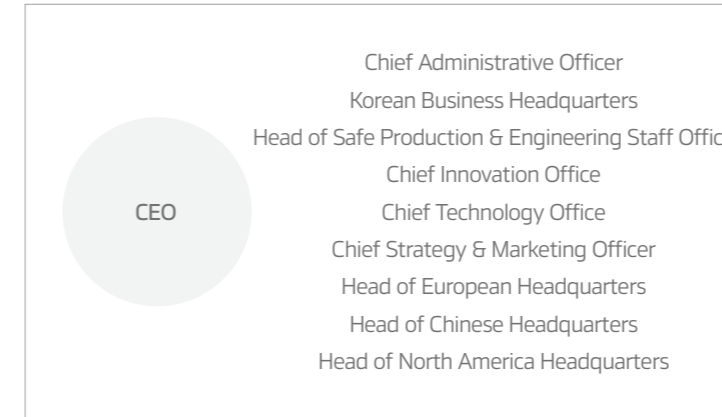 Chief Administrative Officer
Korean Business Headquarters
Head of Safe Production & Engineering Staff Offic
Chief Innovation Office
CEO
Chief Technology Office
Chief Strategy & Marketing Officer
Head of European Headquarters
Head of Chinese Headquarters
Head of North America Headquarters